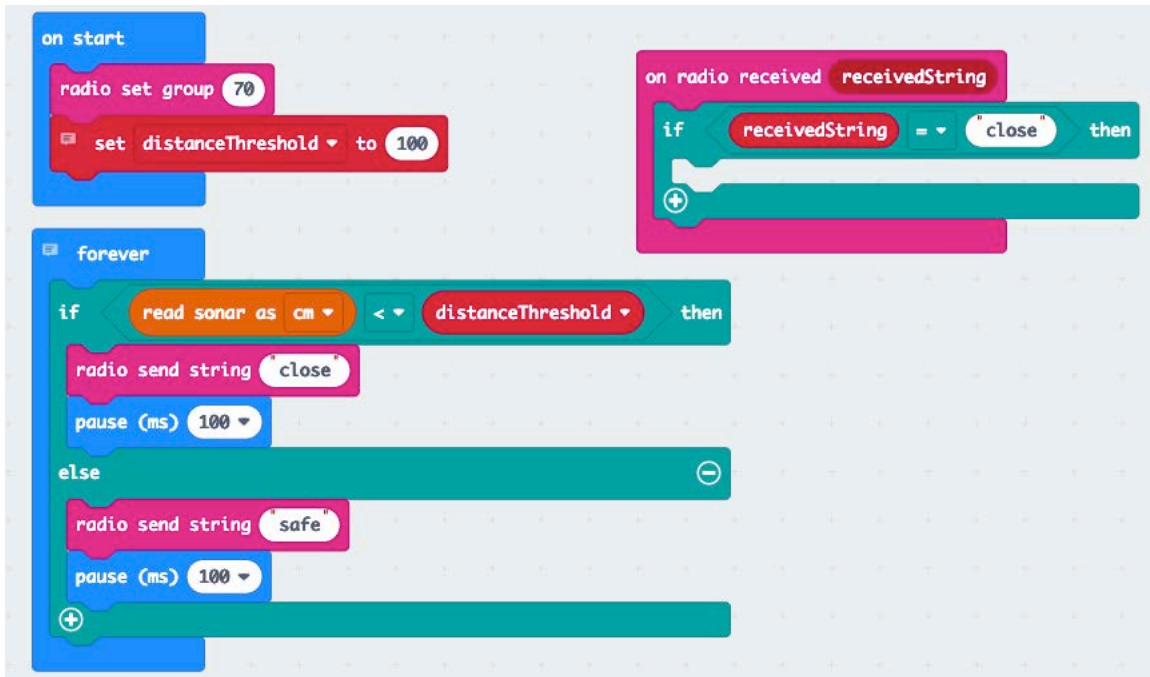 on start
radio set group 70
set distanceThreshold to 100
on radio received receivedString
if receivedString = "close" then
forever
if read sonar as cm < distanceThreshold then
radio send string "close"
pause (ms) 100
else
radio send string "safe"
pause (ms) 100